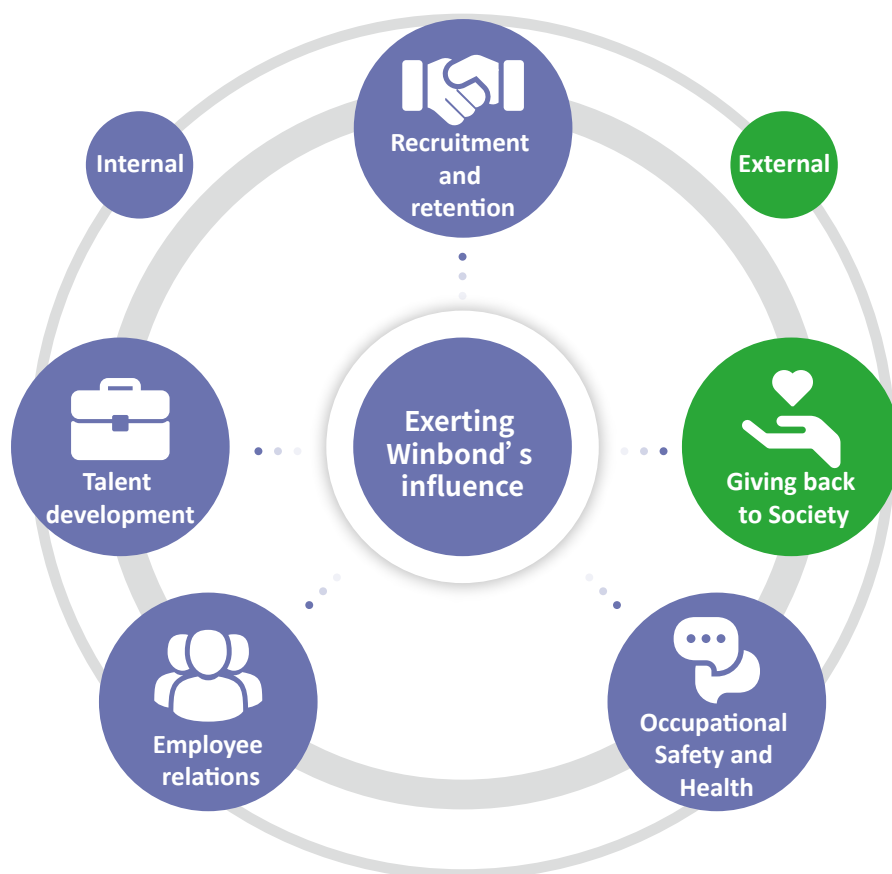 Recruitment
and
retention
Internal
External
Exerting
Winbond’s
influence
Talent
development
Giving back
to Society
Employee
relations
Occupational
Safety and
Health